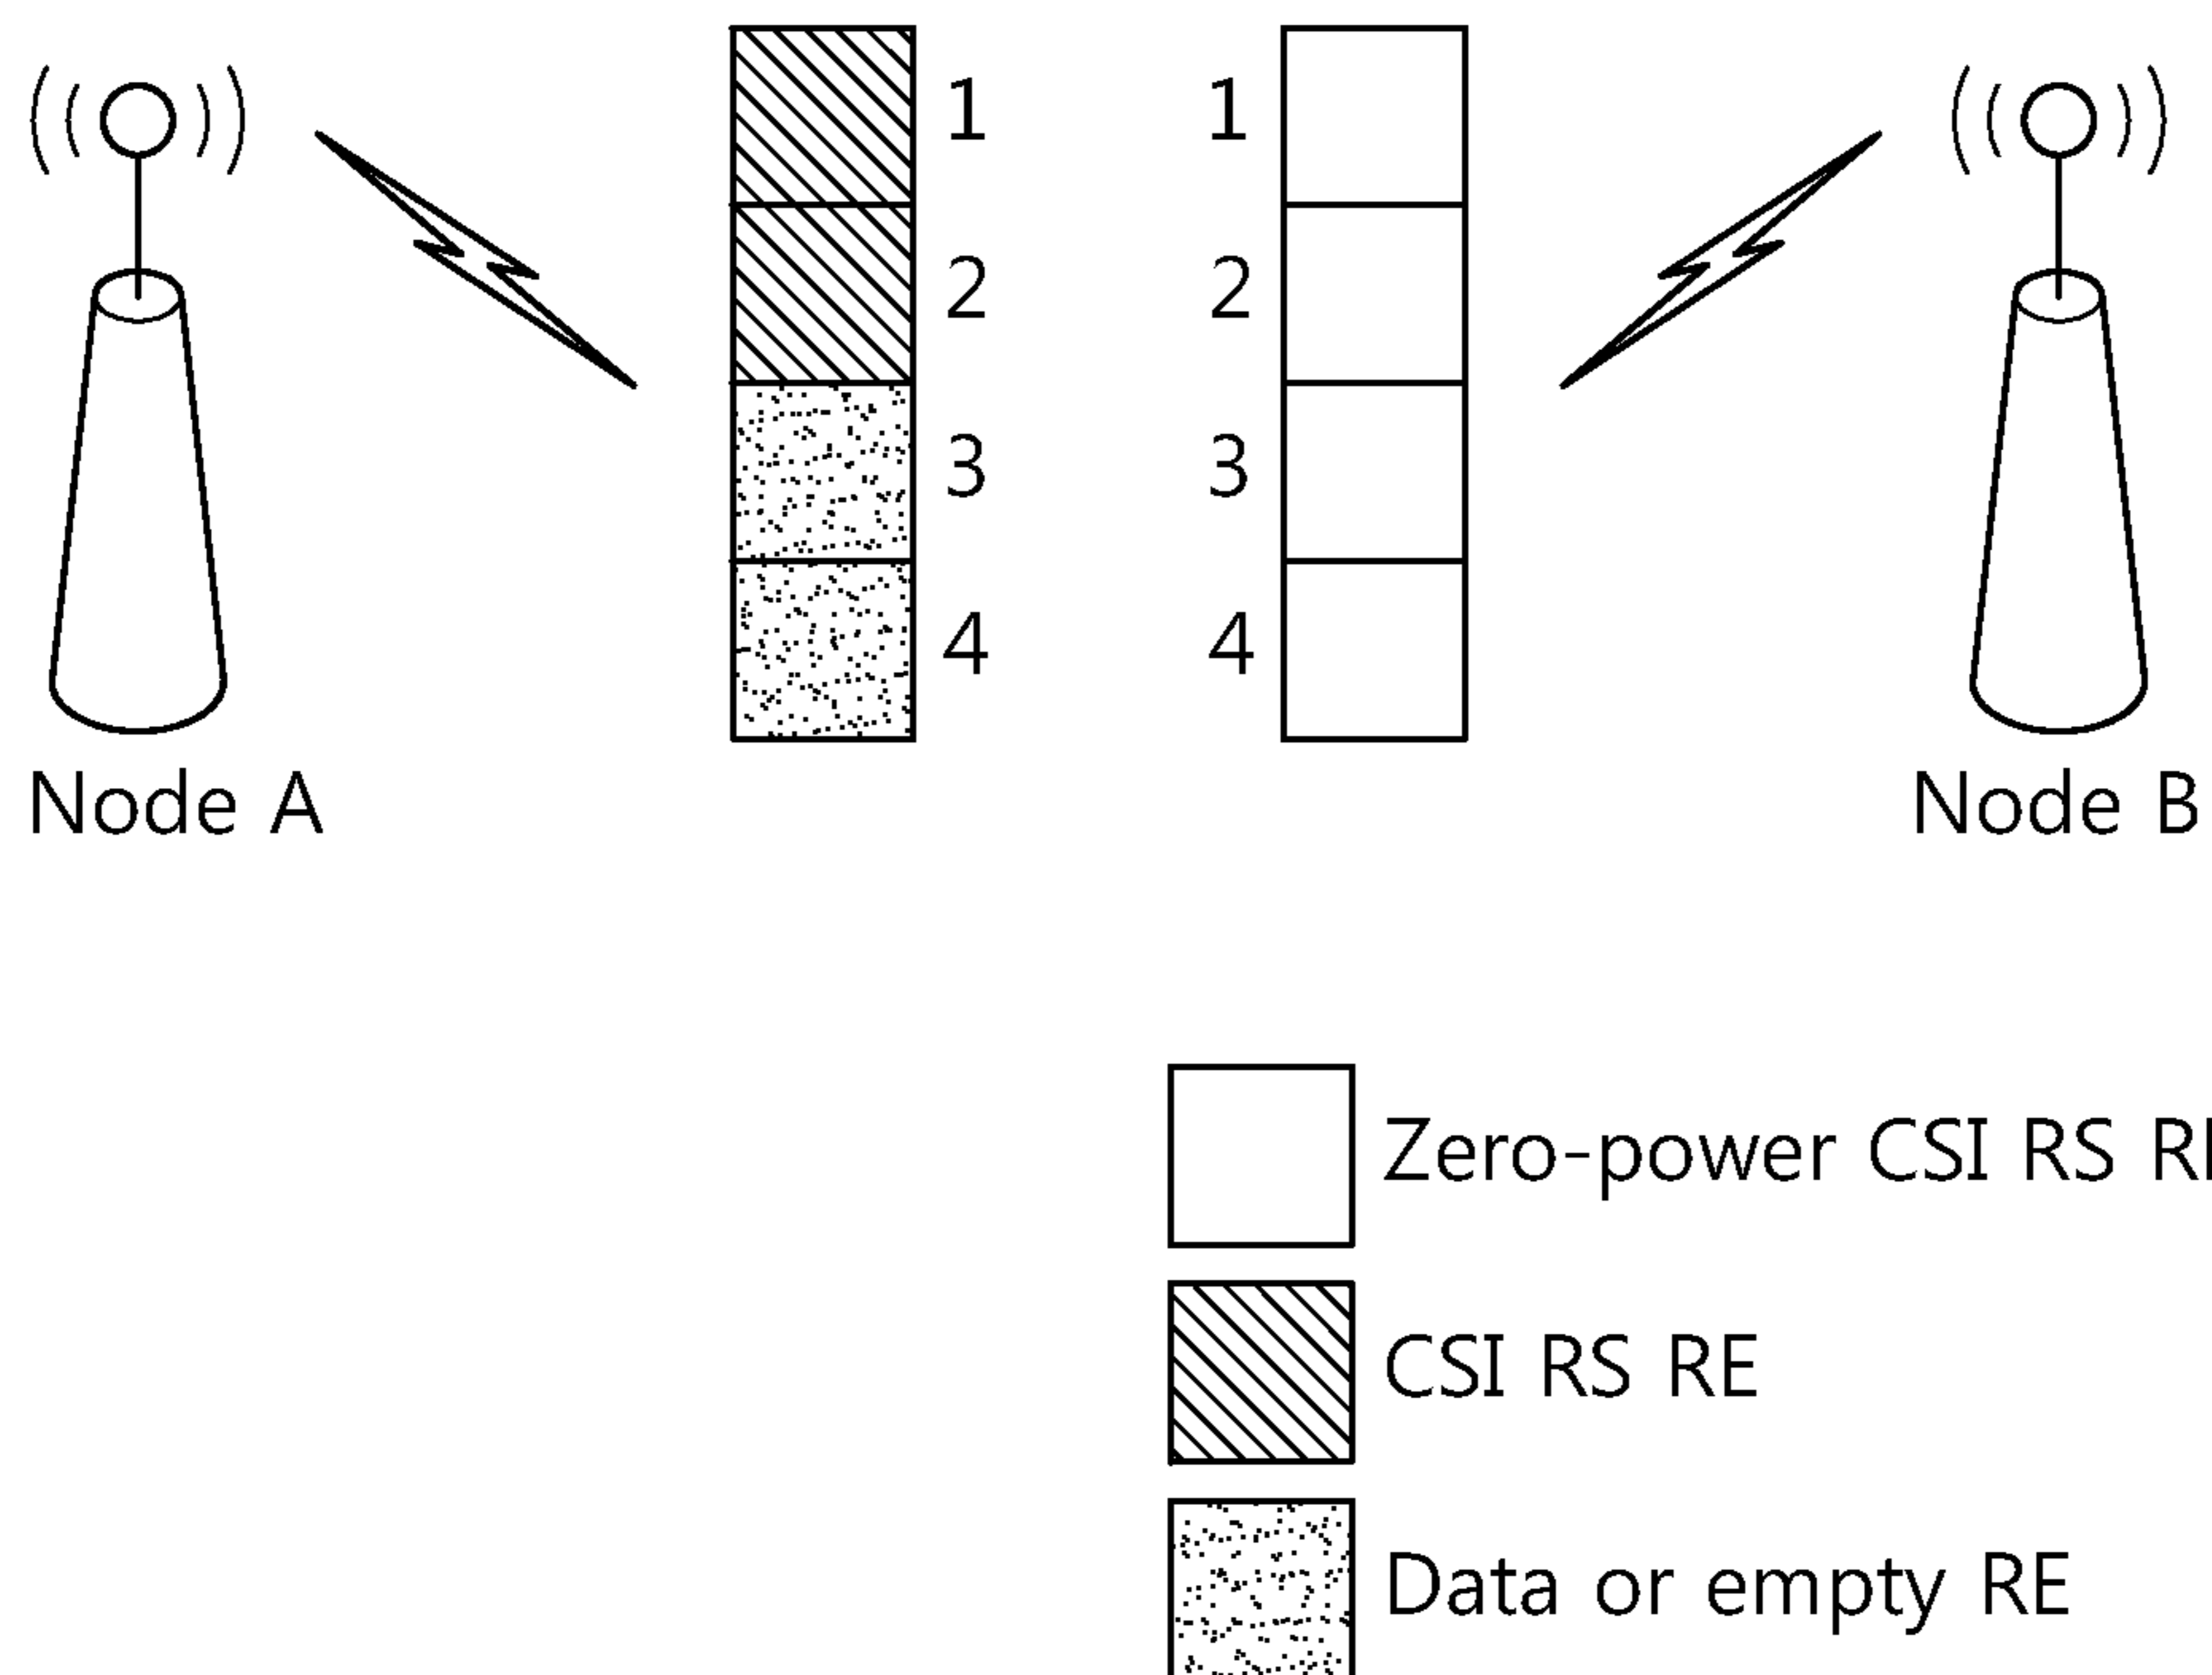 1 1
2 2
3 3
4 4
Node A Node B
Zero-power CSI RS
CSI RS RE
Data or empty RE